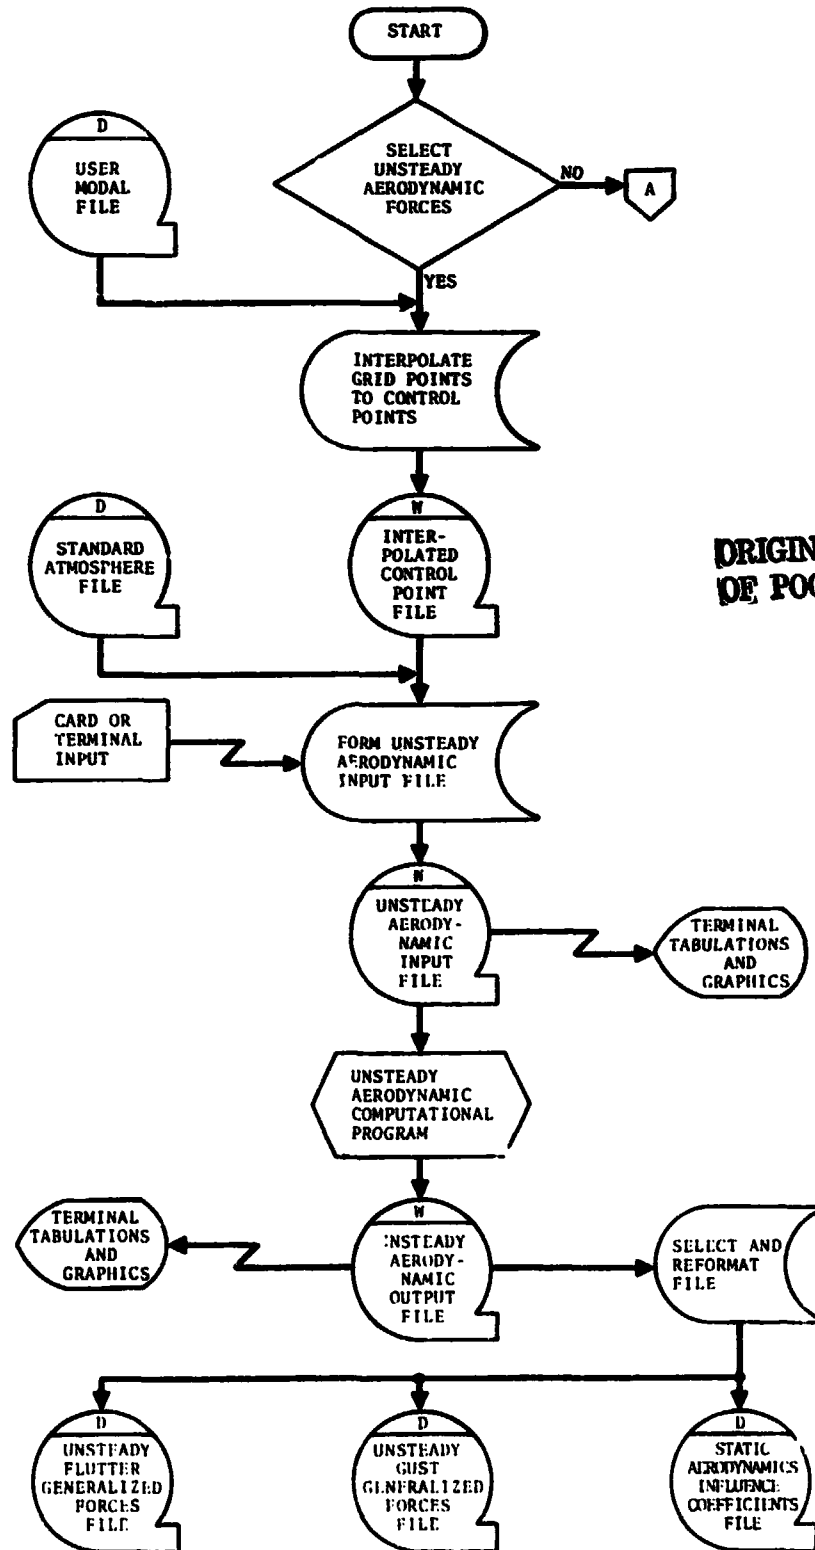 START
D
USER
MODAL
FILE
SELECT
UNSTEADY
AERODYNAMIC
FORCES
NO
A
YES
INTERPOLATE
GRID POINTS
TO CONTROL
POINTS
D
STANDARD
ATMOSPHERE
FILE
W
INTER-
POLATED
CONTROL
POINT
FILE
ORIGIN
OF POO
CARD OR
TERMINAL
INPUT
FORM UNSTEADY
AERODYNAMIC
INPUT FILE
W
UNSTEADY
AERODY-
NAMIC
INPUT
FILE
TERMINAL
TABULATIONS
AND
GRAPHICS
UNSTEADY
AERODYNAMIC
COMPUTATIONAL
PROGRAM
TERMINAL
TABULATIONS
AND
GRAPHICS
W
UNSTEADY
AERODY-
NAMIC
OUTPUT
FILE
SELECT AND
REFORMAT
FILE
D
UNSTEADY
FLUTTER
GENERALIZED
FORCES
FILE
D
UNSTEADY
GUST
GENERALIZED
FORCES
FILE
D
STATIC
AERODYNAMICS
INFLUENCE
COEFFICIENTS
FILE